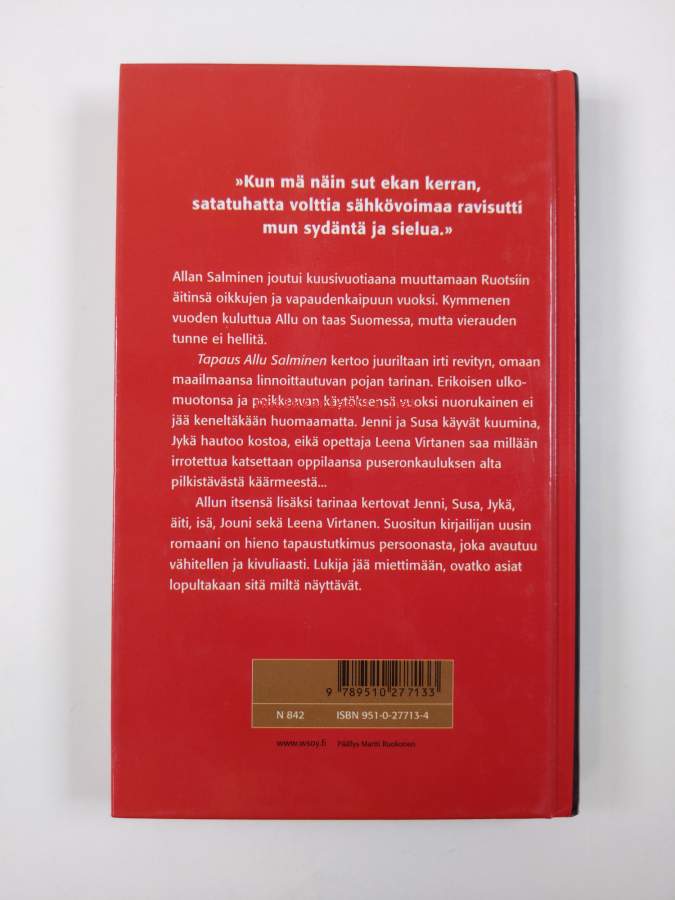 »Kun mä näin sut ekan kerran,
satatuhatta volttia sähkövoimaa ravisutti
mun sydäntä ja sielua.»
Allan Salminen joutui kuusivuotiaana muuttamaan Ruotsiin
äitinsä oikkujen ja vapaudenkaipuun vuoksi. Kymmenen
vuoden kuluttua Allu on taas Suomessa, mutta vierauden
tunne ei hellitä.
Tapaus Allu Salminen kertoo juuriltaan irti revityn, omaan
maailmaansa linnoittautuvan pojan tarinan. Erikoisen ulko-
muotonsa ja poikkeavan käytöksensä vuoksi nuorukainen ei
jää keneltäkään huomaamatta. Jenni ja Susa käyvät kuumina,
Jykä hautoo kostoa, eikä opettaja Leena Virtanen saa millään
irrotettua katsettaan oppilaansa puseronkauluksen alta
pilkistävästä käärmeestä...
Allun itsensä lisäksi tarinaa kertovat Jenni, Susa, Jykä,
äiti, isä, Jouni sekä Leena Virtanen. Suositun kirjailijan uusin
romaani on hieno tapaustutkimus persoonasta, joka avautuu
vähitellen ja kivuliaasti. Lukija jää miettimään, ovatko asiat
lopultakaan sitä miltä näyttävät.
9 789510 277133
N 842 ISBN 951-0-27713-4
www.wsoy.fi Päällys Martti Ruokonen